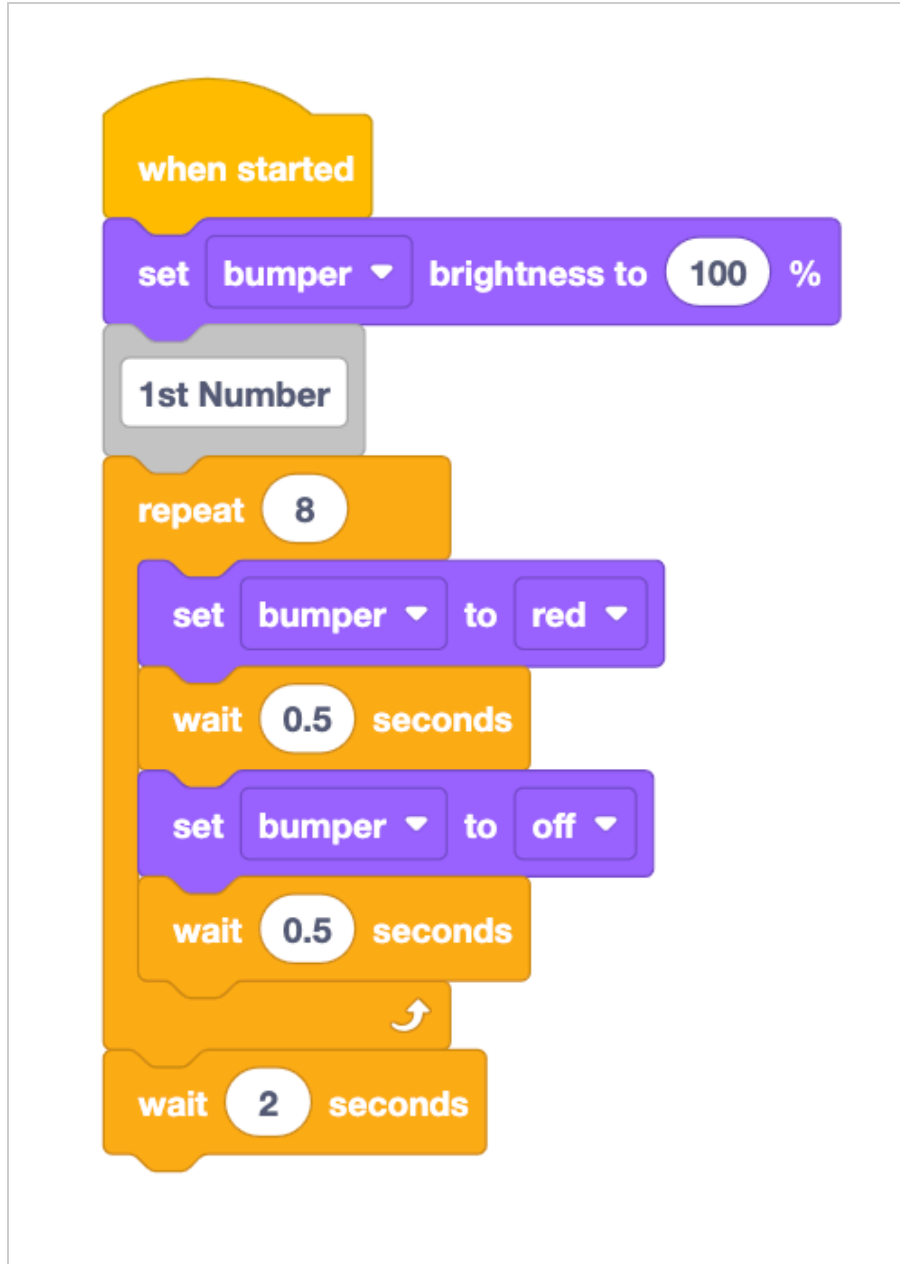 when started
set bumper brightness to 100 %
1st Number
repeat 8
set bumper to red
wait 0.5 seconds
set bumper to off
wait 0.5 seconds
wait 2 seconds